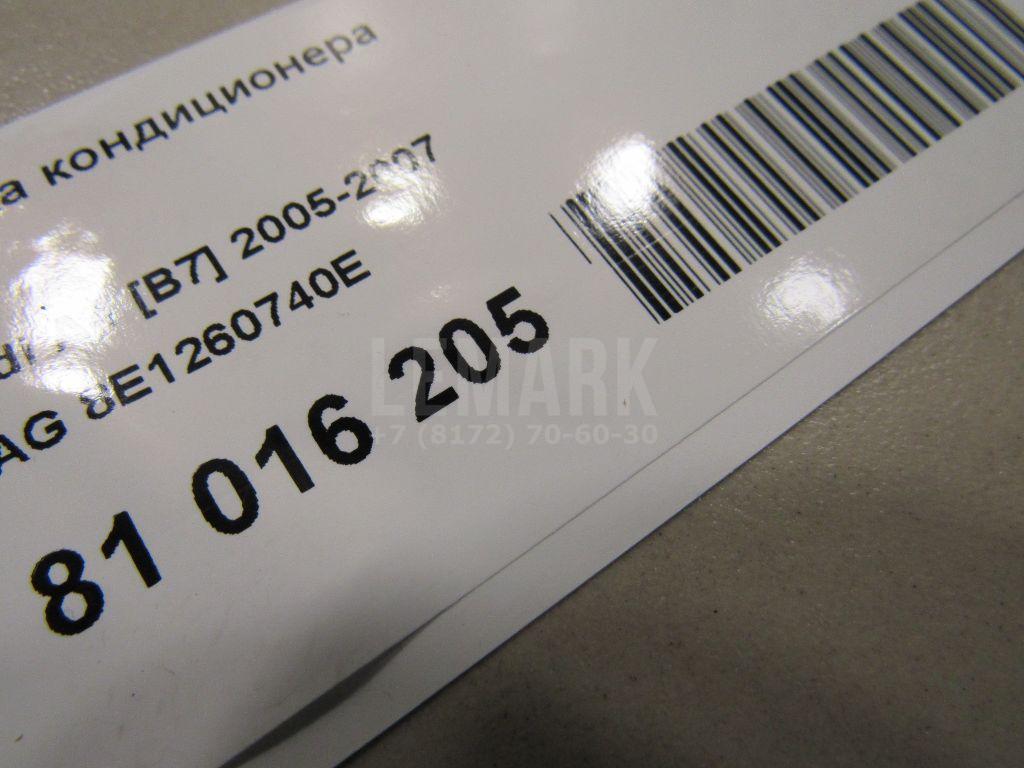 кондиционера
[B7] 2005-2007
AG 8E1260740E
81 016 205
LEMARK
+7 (8172) 70-60-30